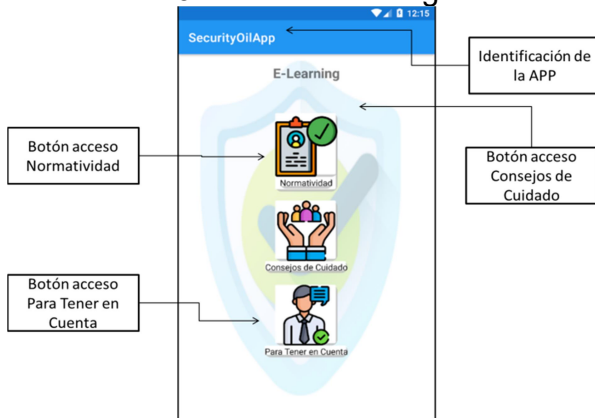 12:15
SecurityOilApp
Identificación de
la APP
E-Learning
Botón acceso
Normatividad
Normatividad
Botón acceso
Consejos de
Cuidado
Consejos de Cuidado
Botón acceso
Para Tener en
Cuenta
Para Tener en Cuenta